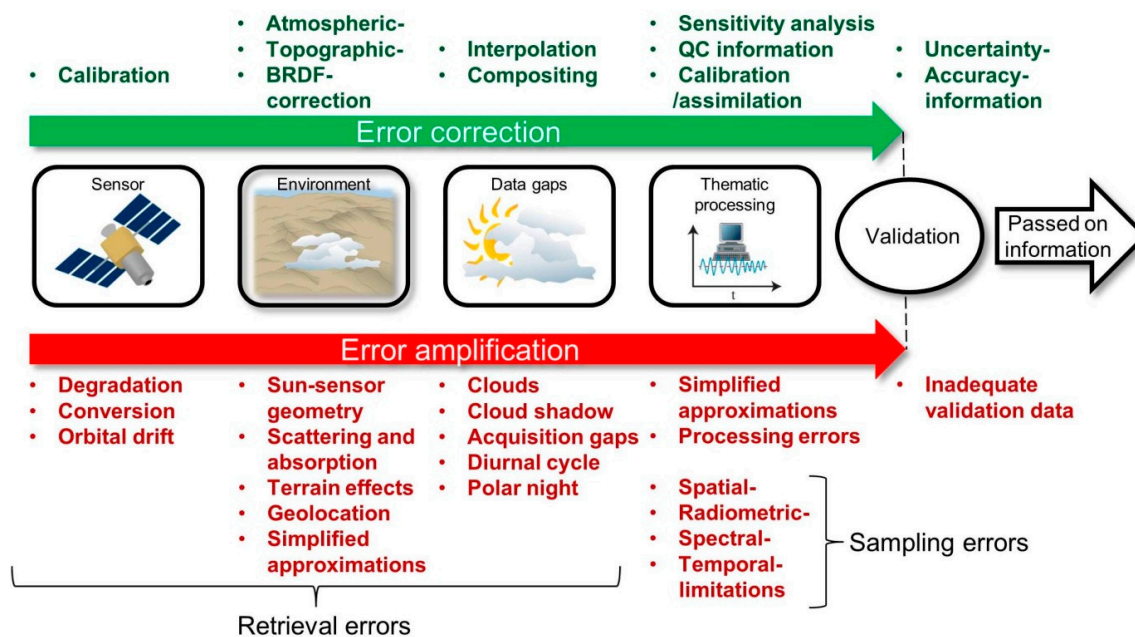 • Calibration
• Atmospheric-
• Topographic-
• BRDF-
correction
• Interpolation
• Compositing
• Sensitivity analysis
• QC information
• Calibration
/assimilation
• Uncertainty-
• Accuracy-
information
Error correction
Sensor
Environment
Data gaps
Thematic
processing
t
Validation
Passed on
information
Error amplification
• Degradation
• Conversion
• Orbital drift
• Sun-sensor
geometry
• Scattering and
absorption
• Terrain effects
• Geolocation
• Simplified
approximations
• Clouds
• Cloud shadow
• Acquisition gaps
• Diurnal cycle
• Polar night
• Simplified
approximations
• Processing errors
• Spatial-
• Radiometric-
• Spectral-
• Temporal-
limitations
• Inadequate
validation data
Sampling errors
Retrieval errors